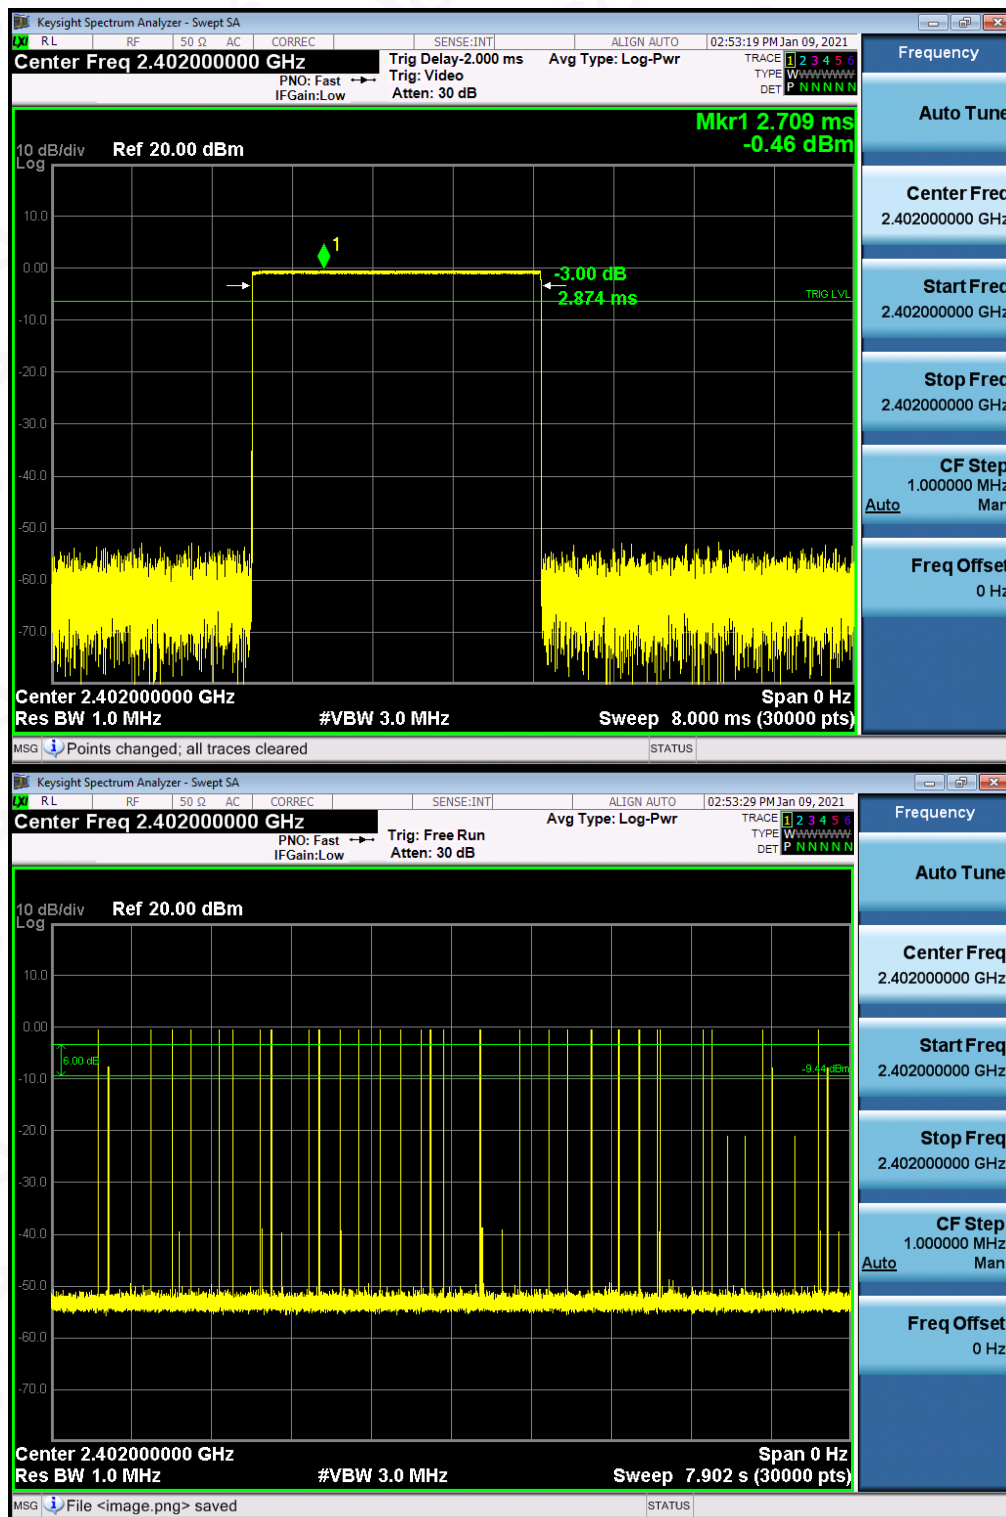 Keysight Spectrum Analyzer - Swept SA
LXI RL RF 50 Ω AC CORREC SENSE:INT ALIGN AUTO 02:53:19 PM Jan 09, 2021
Center Freq 2.402000000 GHz
PNO: Fast
IFGain:Low
Trig Delay-2.000 ms
Trig: Video
Atten: 30 dB
Avg Type: Log-Pwr
TRACE 1 2 3 4 5 6
TYPE WWWWWW
DET P N N N N N
Mkr1 2.709 ms
-0.46 dBm
10 dB/div Ref 20.00 dBm
Log
10.0
1
0.00
-3.00 dB
2.874 ms
TRIG LVL
-10.0
-20.0
-30.0
-40.0
-50.0
-60.0
-70.0
Center 2.402000000 GHz Span 0 Hz
Res BW 1.0 MHz #VBW 3.0 MHz Sweep 8.000 ms (30000 pts)
MSG Points changed; all traces cleared STATUS
Frequency
Auto Tune
Center Freq
2.402000000 GHz
Start Freq
2.402000000 GHz
Stop Freq
2.402000000 GHz
CF Step
1.000000 MHz
Auto Man
Freq Offset
0 Hz
Keysight Spectrum Analyzer - Swept SA
LXI RL RF 50 Ω AC CORREC SENSE:INT ALIGN AUTO 02:53:29 PM Jan 09, 2021
Center Freq 2.402000000 GHz
PNO: Fast
IFGain:Low
Trig: Free Run
Atten: 30 dB
Avg Type: Log-Pwr
TRACE 1 2 3 4 5 6
TYPE WWWWWW
DET P N N N N N
10 dB/div Ref 20.00 dBm
Log
10.0
0.00
6.00 dB
-9.44 dBm
-10.0
-20.0
-30.0
-40.0
-50.0
-60.0
-70.0
Center 2.402000000 GHz Span 0 Hz
Res BW 1.0 MHz #VBW 3.0 MHz Sweep 7.902 s (30000 pts)
MSG File <image.png> saved STATUS
Frequency
Auto Tune
Center Freq
2.402000000 GHz
Start Freq
2.402000000 GHz
Stop Freq
2.402000000 GHz
CF Step
1.000000 MHz
Auto Man
Freq Offset
0 Hz